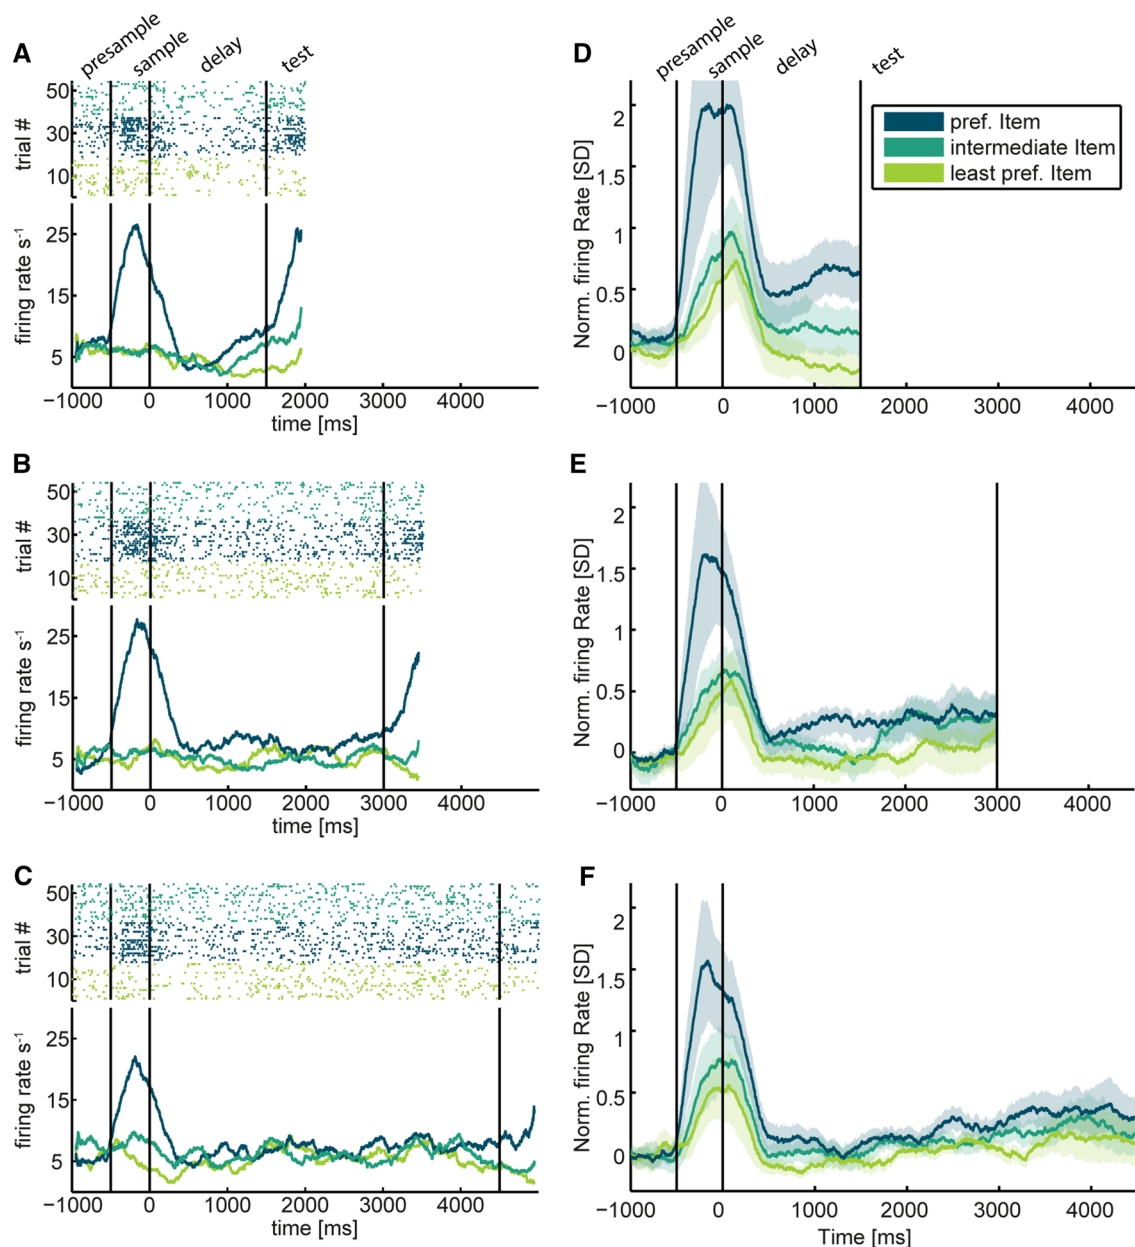 A
presample
sample
delay
test
trial #
50
30
10
firing rate s-1
25
15
5
−1000 0 1000 2000 3000 4000
time [ms]
B
trial #
50
30
10
firing rate s-1
25
15
5
−1000 0 1000 2000 3000 4000
time [ms]
C
trial #
50
30
10
firing rate s-1
25
15
5
−1000 0 1000 2000 3000 4000
time [ms]
D
presample
sample
delay
test
Norm. firing Rate [SD]
2
1.5
1
0.5
0
−1000 0 1000 2000 3000 4000
pref. Item
intermediate Item
least pref. Item
E
Norm. firing Rate [SD]
2
1.5
1
0.5
0
−1000 0 1000 2000 3000 4000
F
Norm. firing Rate [SD]
2
1.5
1
0.5
0
−1000 0 1000 2000 3000 4000
Time [ms]